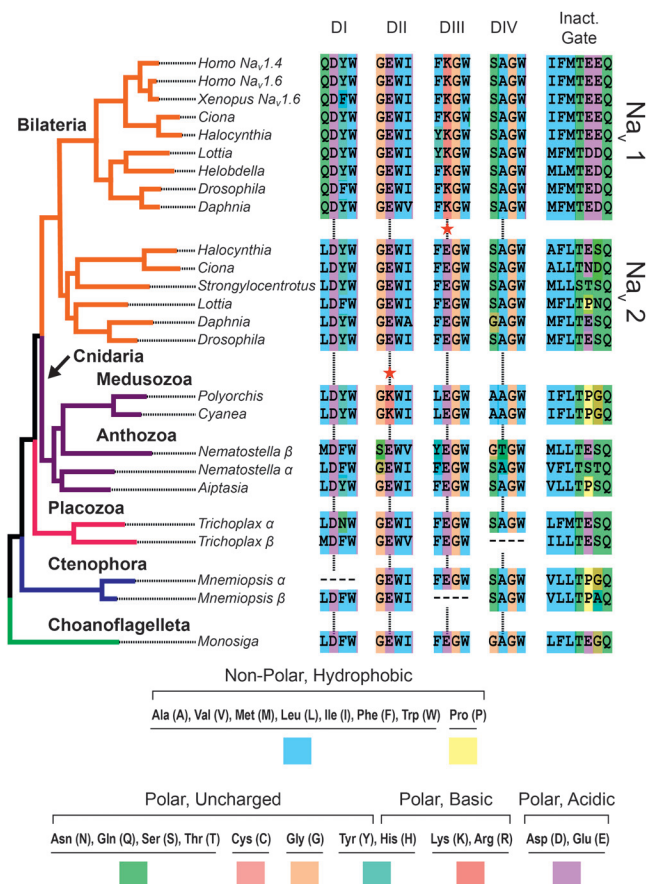 DI DII DIII DIV Inact. Gate
Homo Nav1.4 QDYW GEWI FKGW SAGW IFMTEEQ
Homo Nav1.6 QDYW GEWI FKGW SAGW IFMTEEQ
Xenopus Nav1.6 QDFW GEWI FKGW SAGW IFMTEEQ
Bilateria
Ciona QDYW GEWI FKGW SAGW IFMTEEQ
Halocynthia QDYW GEWI YKGW SAGW IFMTEEQ
Lottia QDYW GEWI YKGW SAGW MFMTDDQ
Helobdella QDYW GEWI YKGW SAGW MLMTEDQ
Drosophila QDFW GEWI FKGW SAGW MFMTEDQ
Daphnia QDYW GEWV FKGW SAGW MFMTEDQ
Nav 1
Halocynthia LDYW GEWI FEGW SAGW AFLTESQ
Ciona LDYW GEWI FEGW SAGW AFLTNDQ
Strongylocentrotus LDYW GEWI FEGW SAGW MLLSTSQ
Lottia LDFW GEWI FEGW SAGW MFLTPNQ
Daphnia LDYW GEWA FEGW GAGW MFLTESQ
Drosophila LDYW GEWI FEGW SAGW MFLTESQ
Nav 2
Cnidaria
Medusozoa
Polyorchis LDYW GKWI LEGW AAGW IFLTPGQ
Cyanea LDYW GKWI LEGW AAGW IFLTPGQ
Anthozoa
Nematostella β MDFW SEWV YEGW GTGW MLLTESQ
Nematostella α LDFW GEWI FEGW SAGW VFLTSTQ
Aiptasia LDYW GEWI FEGW SAGW VLLTPSQ
Placozoa
Trichoplax α LDNW GEWI FEGW SAGW LFMTESQ
Trichoplax β MDFW GEWV FEGW ---- ILLTESQ
Ctenophora
Mnemiopsis α ---- GEWI FEGW SAGW VLLTPGQ
Mnemiopsis β LDFW GEWI ---- SAGW VLLTPAQ
Choanoflagelleta
Monosiga LDFW GEWI FEGW GAGW LFLTEGQ
Non-Polar, Hydrophobic
Ala (A), Val (V), Met (M), Leu (L), Ile (I), Phe (F), Trp (W) Pro (P)
Polar, Uncharged Polar, Basic Polar, Acidic
Asn (N), Gln (Q), Ser (S), Thr (T) Cys (C) Gly (G) Tyr (Y), His (H) Lys (K), Arg (R) Asp (D), Glu (E)